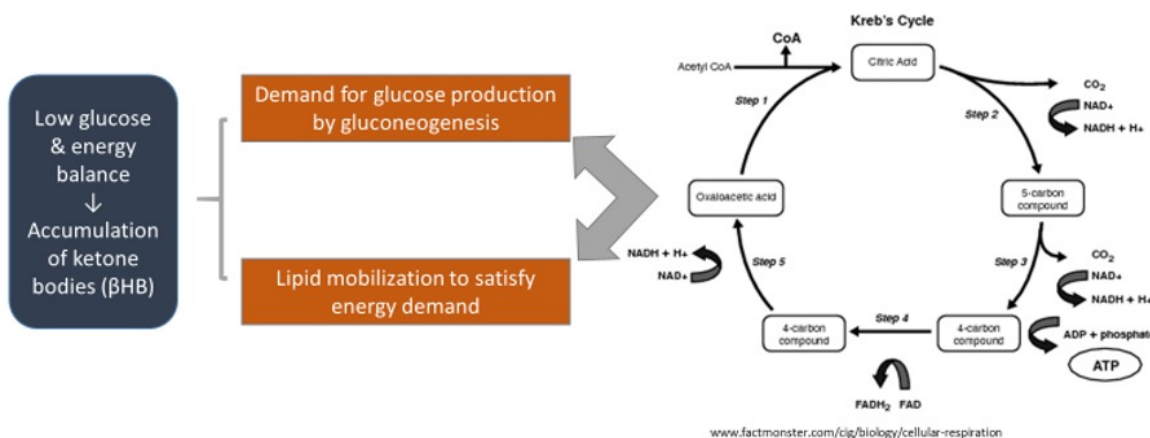 Low glucose
& energy
balance
↓
Accumulation
of ketone
bodies (βHB)
Demand for glucose production
by gluconeogenesis
Lipid mobilization to satisfy
energy demand
Kreb's Cycle
CoA
Acetyl CoA
Citric Acid
Step 1
Step 2
CO₂
NAD+
NADH + H+
5-carbon
compound
Step 3
CO₂
NAD+
NADH + H+
ADP + phosphate
ATP
4-carbon
compound
Step 4
FADH₂ FAD
4-carbon
compound
Step 5
NADH + H+
NAD+
Oxaloacetic acid
www.factmonster.com/cig/biology/cellular-respiration